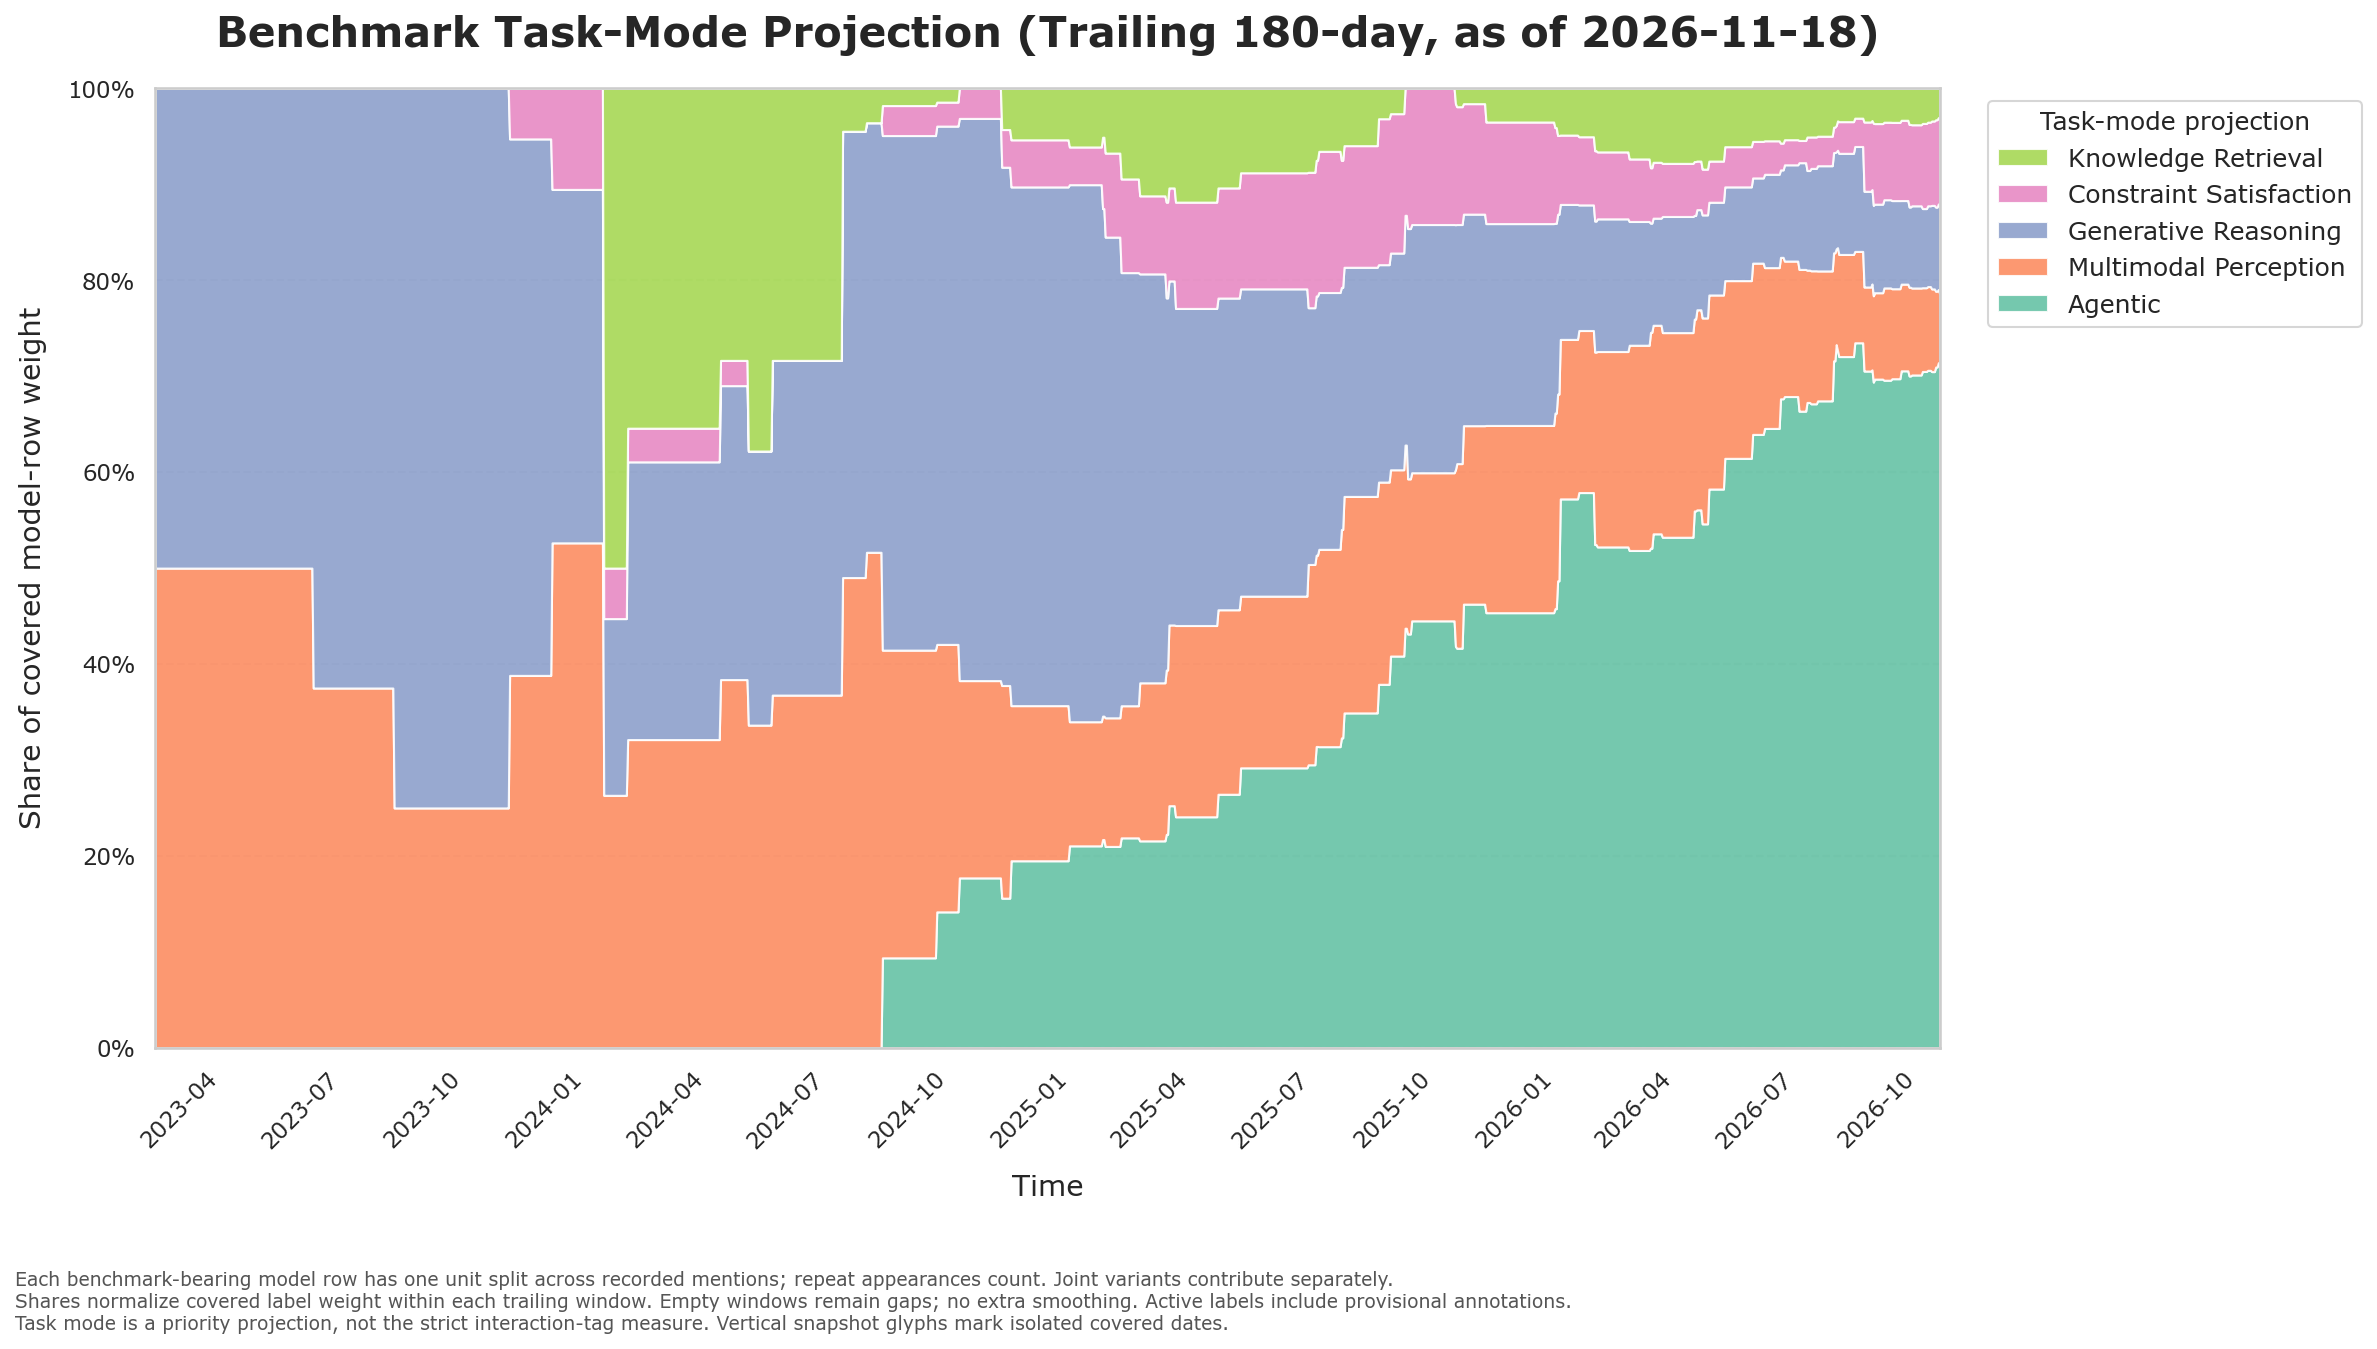 Benchmark Task-Mode Projection (Trailing 180-day, as of 2026-11-18)
Share of covered model-row weight
100%
80%
60%
40%
20%
0%
2023-04
2023-07
2023-10
2024-01
2024-04
2024-07
2024-10
2025-01
2025-04
2025-07
2025-10
2026-01
2026-04
2026-07
2026-10
Time
Task-mode projection
Knowledge Retrieval
Constraint Satisfaction
Generative Reasoning
Multimodal Perception
Agentic
Each benchmark-bearing model row has one unit split across recorded mentions; repeat appearances count. Joint variants contribute separately.
Shares normalize covered label weight within each trailing window. Empty windows remain gaps; no extra smoothing. Active labels include provisional annotations.
Task mode is a priority projection, not the strict interaction-tag measure. Vertical snapshot glyphs mark isolated covered dates.